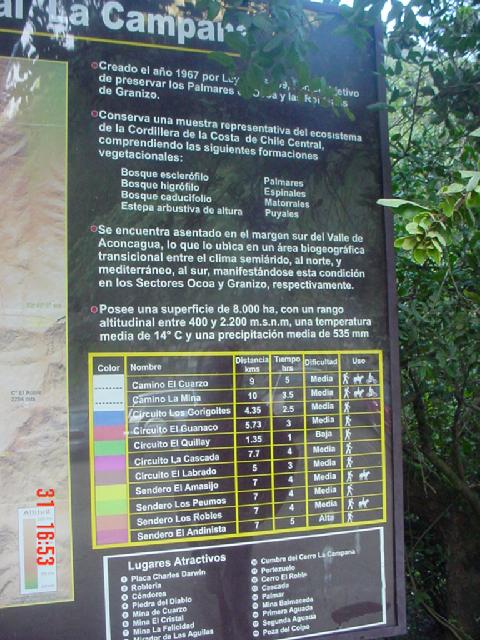 La Campana
Creado el año 1967 por Ley
de preservar los Palmares de Ocoa y las
de Granizo.
Conserva una muestra representativa del ecosistema
de la Cordillera de la Costa de Chile Central,
comprendiendo las siguientes formaciones
vegetacionales:
Bosque esclerófilo
Bosque higrófilo
Bosque caducifolio
Estepa arbustiva de altura
Palmares
Espinales
Matorrales
Puyales
Se encuentra asentado en el margen sur del Valle de
Aconcagua, lo que lo ubica en un área biogeográfica
transicional entre el clima semiárido, al norte, y
mediterráneo, al sur, manifestándose esta condición
en los Sectores Ocoa y Granizo, respectivamente.
Posee una superficie de 8.000 ha, con un rango
altitudinal entre 400 y 2.200 m.s.n.m, una temperatura
media de 14° C y una precipitación media de 535 mm
Color Nombre Distancia kms Tiempo hrs Dificultad Uso
Camino El Cuarzo 9 5 Media
Camino La Mina 10 3.5 Media
Circuito Los Gorigoites 4.35 2.5 Media
Circuito El Guanaco 5.73 3 Media
Circuito El Quillay 1.35 1 Baja
Circuito La Cascada 7.7 4 Media
Circuito El Labrado 5 3 Media
Sendero El Amasijo 7 4 Media
Sendero Los Peumos 7 4 Media
Sendero Los Robles 7 4 Media
Sendero El Andinista 7 5 Alta
Lugares Atractivos
Placa Charles Darwin
Roblería
Cóndores
Piedra del Diablo
Mina de Cuarzo
Mina El Cristal
Mina La Felicidad
Mirador de Las Aguilas
Cumbre del Cerro La Campana
Portezuelo
Cerro El Roble
Cascada
Palmar
Mina Balmaceda
Primera Aguada
Segunda Aguada
Poza del Coipo
C° El Roble
31 16:53